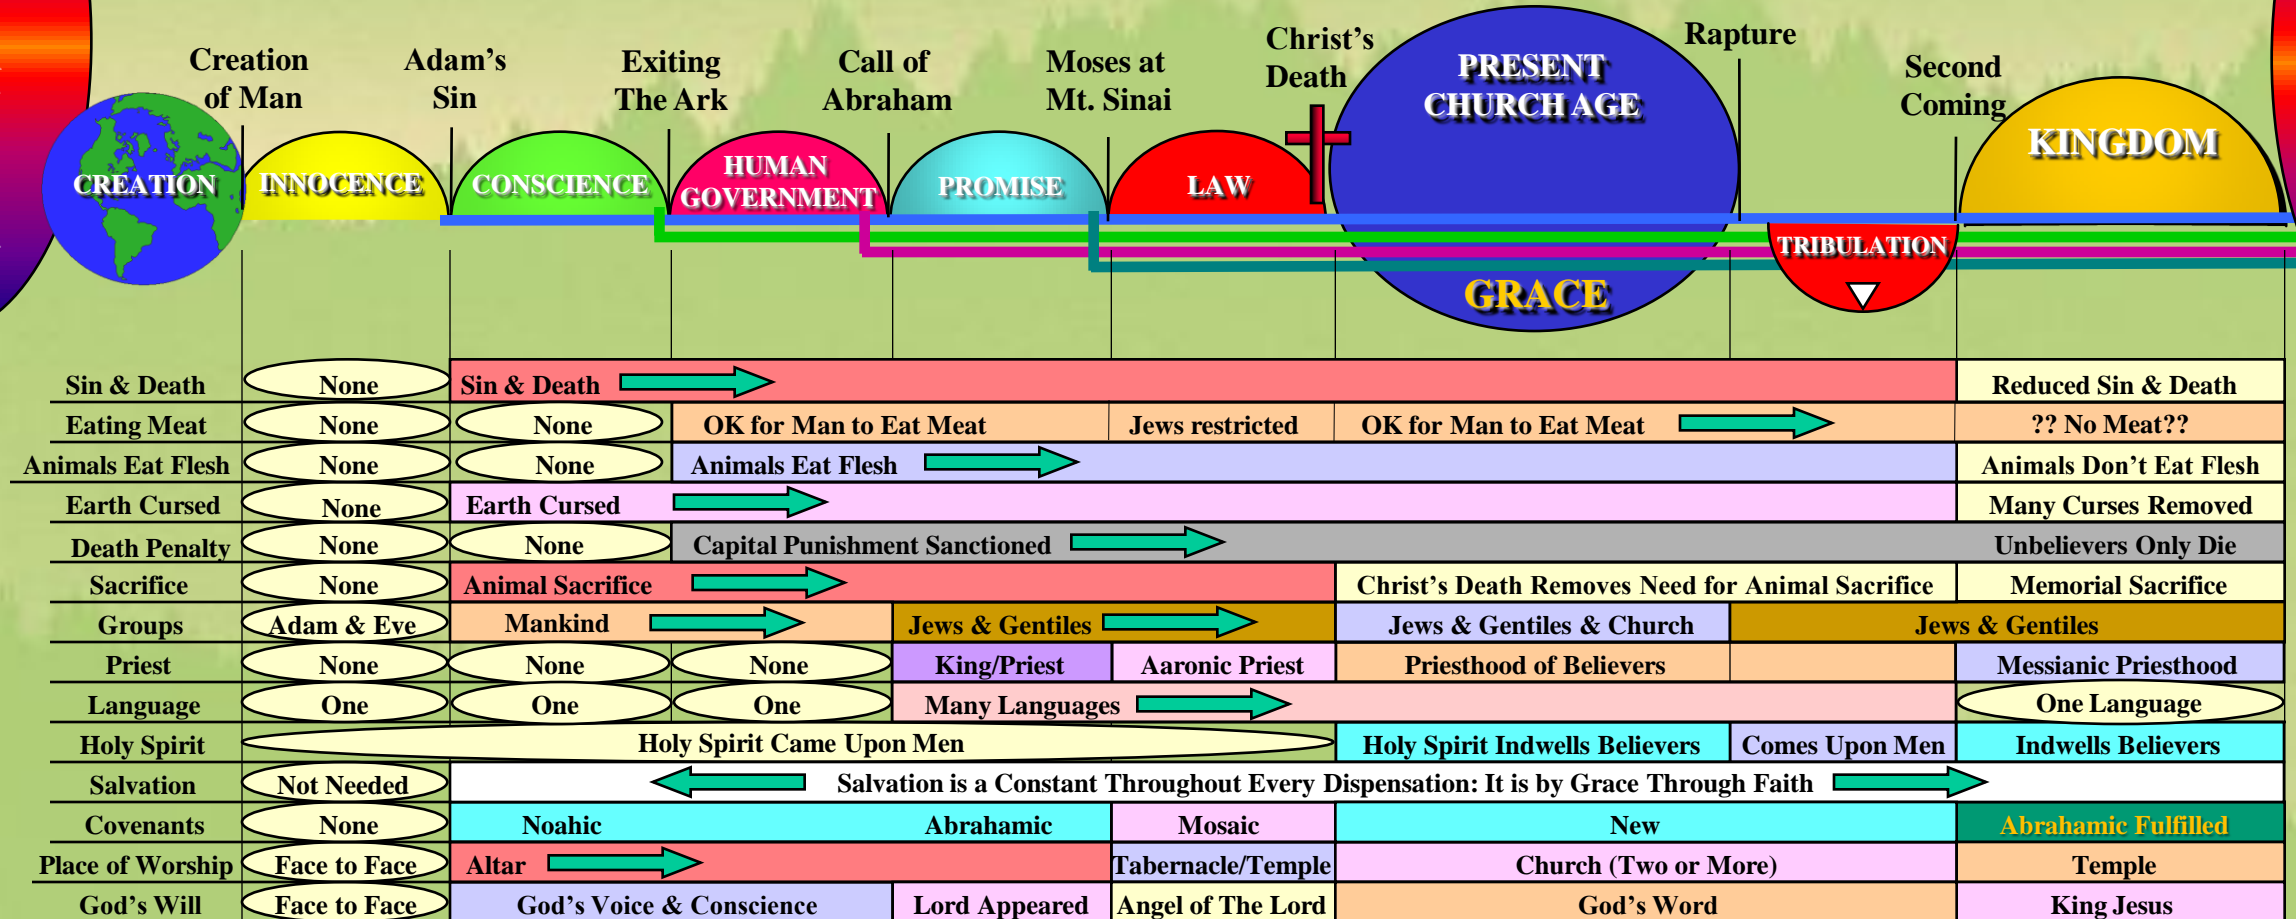 Creation
of Man
Adam's
Sin
Exiting
The Ark
Call of
Abraham
Moses at
Mt. Sinai
Christ's
Death
Rapture
Second
Coming
CREATION
INNOCENCE
CONSCIENCE
HUMAN
GOVERNMENT
PROMISE
LAW
PRESENT
CHURCH AGE
GRACE
TRIBULATION
KINGDOM
Sin & Death None Sin & Death Reduced Sin & Death
Eating Meat None None OK for Man to Eat Meat Jews restricted OK for Man to Eat Meat ?? No Meat??
Animals Eat Flesh None None Animals Eat Flesh Animals Don't Eat Flesh
Earth Cursed None Earth Cursed Many Curses Removed
Death Penalty None None Capital Punishment Sanctioned Unbelievers Only Die
Sacrifice None Animal Sacrifice Christ's Death Removes Need for Animal Sacrifice Memorial Sacrifice
Groups Adam & Eve Mankind Jews & Gentiles Jews & Gentiles & Church Jews & Gentiles
Priest None None None King/Priest Aaronic Priest Priesthood of Believers Messianic Priesthood
Language One One One Many Languages One Language
Holy Spirit Holy Spirit Came Upon Men Holy Spirit Indwells Believers Comes Upon Men Indwells Believers
Salvation Not Needed Salvation is a Constant Throughout Every Dispensation: It is by Grace Through Faith
Covenants None Noahic Abrahamic Mosaic New Abrahamic Fulfilled
Place of Worship Face to Face Altar Tabernacle/Temple Church (Two or More) Temple
God's Will Face to Face God's Voice & Conscience Lord Appeared Angel of The Lord God's Word King Jesus